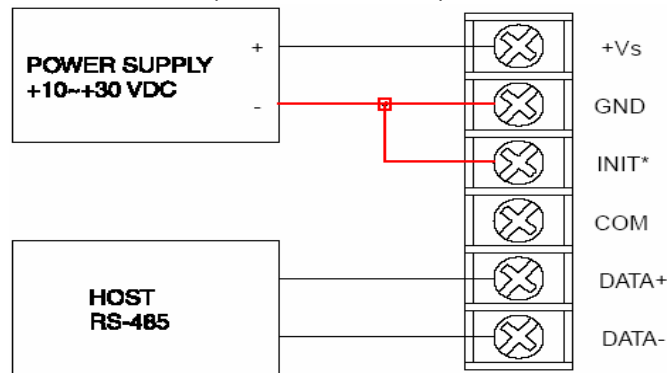 POWER SUPPLY
+10~+30 VDC
+
-
+Vs
GND
INIT*
COM
DATA+
DATA-
HOST
RS-485